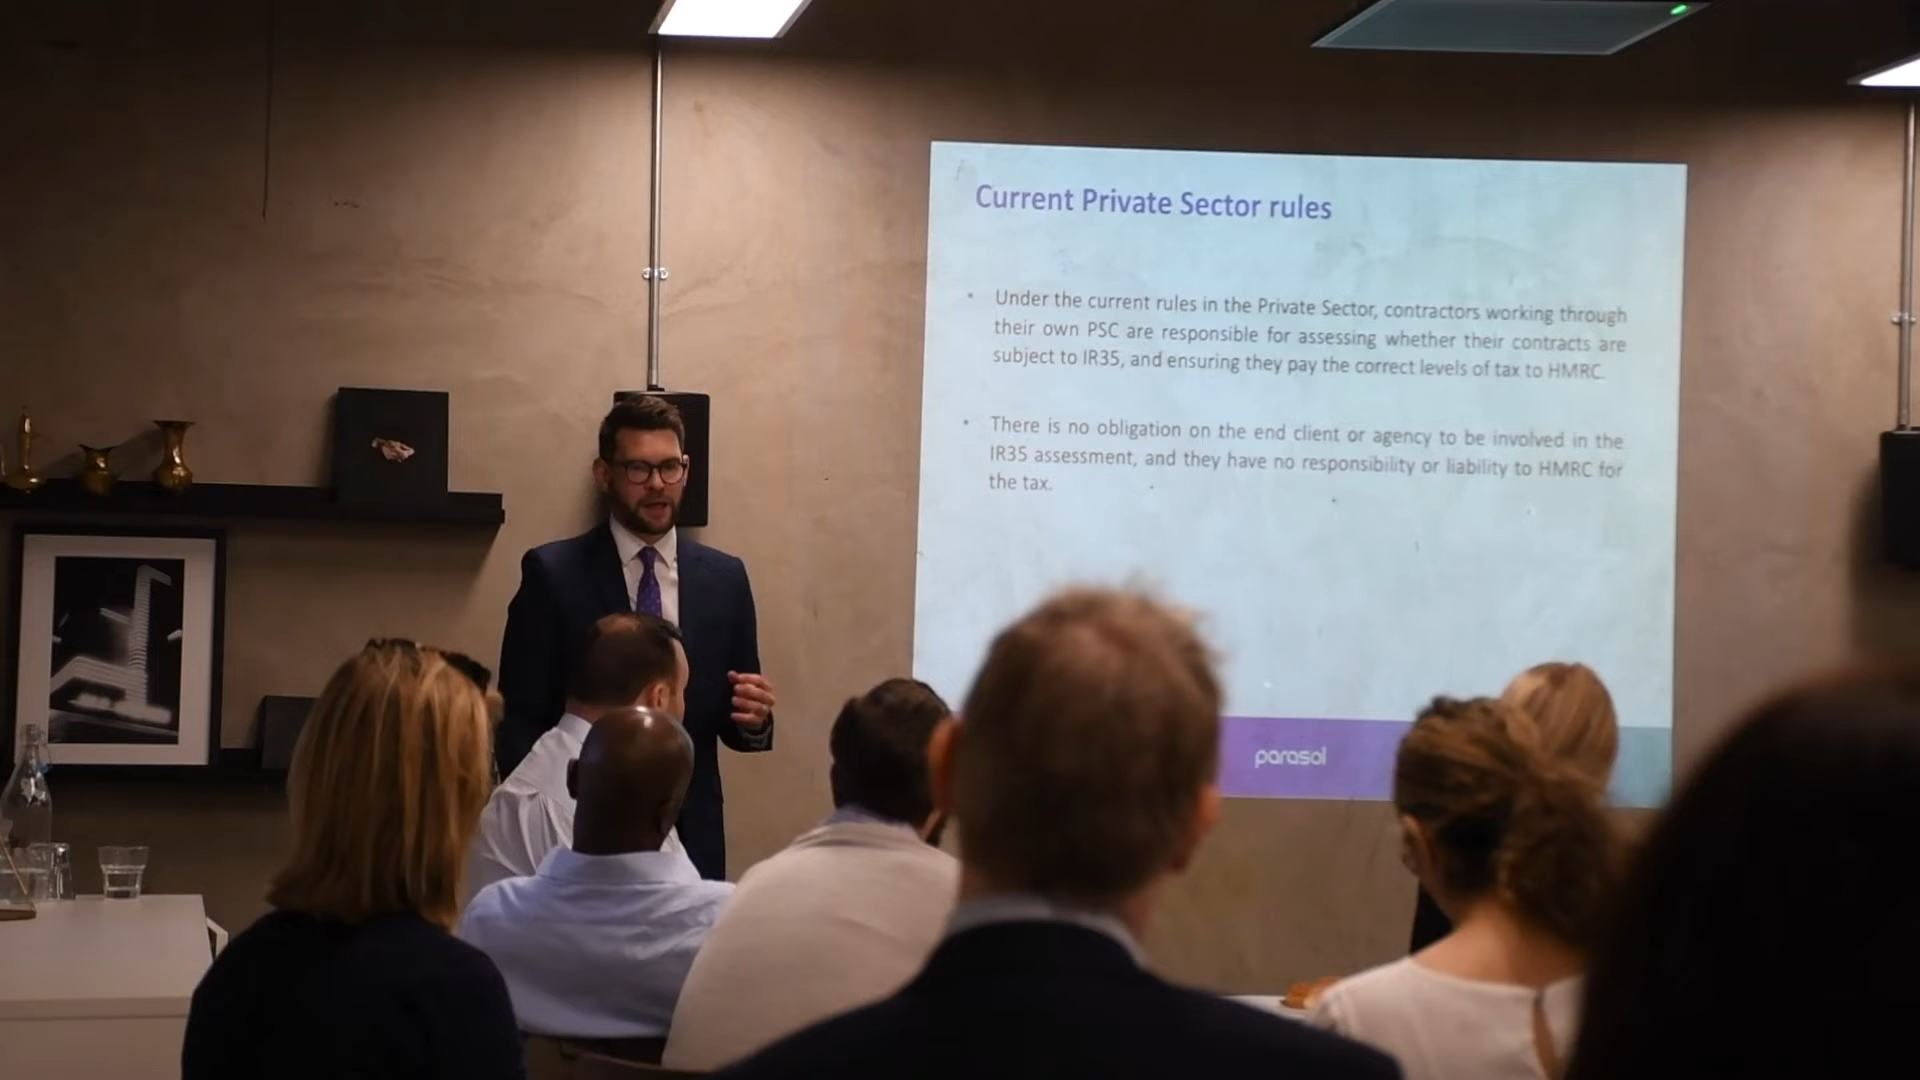 Current Private Sector rules
• Under the current rules in the Private Sector, contractors working through
their own PSC are responsible for assessing whether their contracts are
subject to IR35, and ensuring they pay the correct levels of tax to HMRC.
• There is no obligation on the end client or agency to be involved in the
IR35 assessment, and they have no responsibility or liability to HMRC for
the tax.
parasol